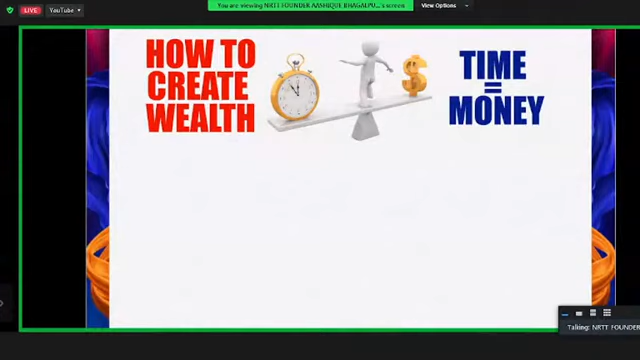 LIVE
YouTube
You are viewing NRTT FOUNDER AASHIQUE BHAGALPO...'s screen
View Options
HOW TO
CREATE
WEALTH
TIME
=
MONEY
Talking: NRTT FOUNDER